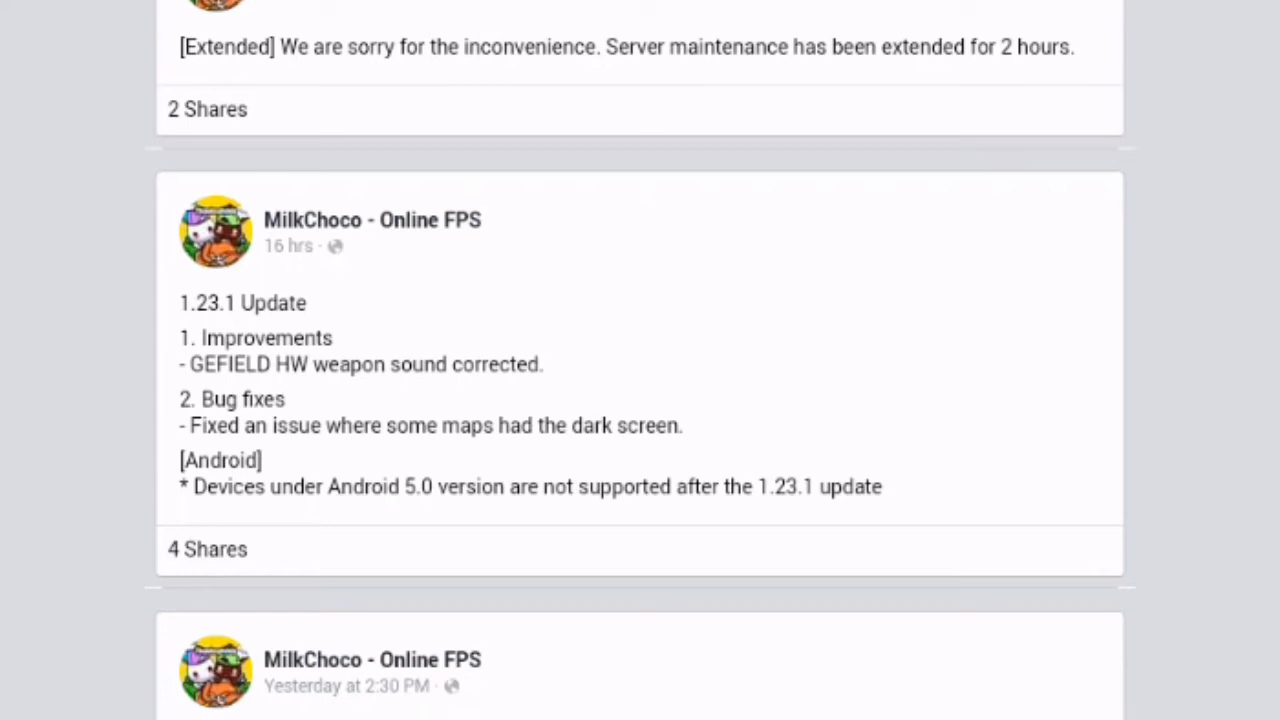 [Extended] We are sorry for the inconvenience. Server maintenance has been extended for 2 hours.
2 Shares
MilkChoco - Online FPS
16 hrs ·
1.23.1 Update
1. Improvements
- GEFIELD HW weapon sound corrected.
2. Bug fixes
- Fixed an issue where some maps had the dark screen.
[Android]
* Devices under Android 5.0 version are not supported after the 1.23.1 update
4 Shares
MilkChoco - Online FPS
Yesterday at 2:30 PM ·